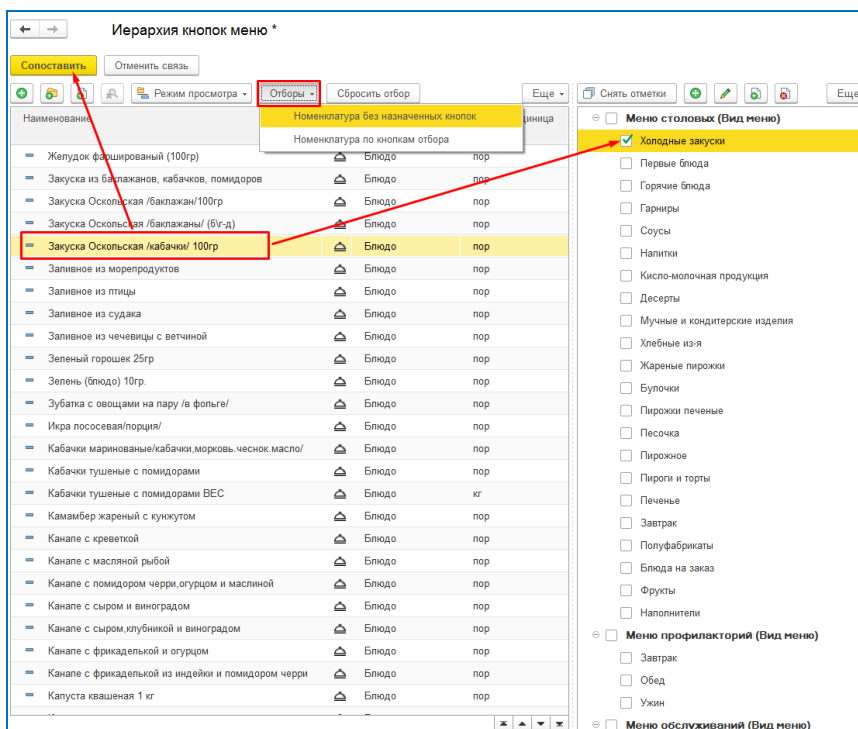 Иерархия кнопок меню *
Сопоставить Отменить связь
Режим просмотра Отборы Сбросить отбор Еще Снять отметки Еще
Номенклатура без назначенных кнопок
Номенклатура по кнопкам отбора
Наименование диница
Желудок фаршированый (100гр) Блюдо пор
Закуска из баклажанов, кабачков, помидоров Блюдо пор
Закуска Оскольская /баклажан/100гр Блюдо пор
Закуска Оскольская /баклажаны/ (б\г-д) Блюдо пор
Закуска Оскольская /кабачки/ 100гр Блюдо пор
Заливное из морепродуктов Блюдо пор
Заливное из птицы Блюдо пор
Заливное из судака Блюдо пор
Заливное из чечевицы с ветчиной Блюдо пор
Зеленый горошек 25гр Блюдо пор
Зелень (блюдо) 10гр. Блюдо пор
Зубатка с овощами на пару /в фольге/ Блюдо пор
Икра лососевая/порция/ Блюдо пор
Кабачки маринованые/кабачки,морковь.чеснок.масло/ Блюдо пор
Кабачки тушеные с помидорами Блюдо пор
Кабачки тушеные с помидорами ВЕС Блюдо кг
Камамбер жареный с кунжутом Блюдо пор
Канапе с креветкой Блюдо пор
Канапе с масляной рыбой Блюдо пор
Канапе с помидором черри,огурцом и маслиной Блюдо пор
Канапе с сыром и виноградом Блюдо пор
Канапе с сыром,клубникой и виноградом Блюдо пор
Канапе с фрикаделькой и огурцом Блюдо пор
Канапе с фрикаделькой из индейки и помидором черри Блюдо пор
Капуста квашеная 1 кг Блюдо пор
Меню столовых (Вид меню)
Холодные закуски
Первые блюда
Горячие блюда
Гарниры
Соусы
Напитки
Кисло-молочная продукция
Десерты
Мучные и кондитерские изделия
Хлебные из-я
Жареные пирожки
Булочки
Пирожки печеные
Песочка
Пирожное
Пироги и торты
Печенье
Завтрак
Полуфабрикаты
Блюда на заказ
Фрукты
Наполнители
Меню профилакторий (Вид меню)
Завтрак
Обед
Ужин
Меню обслуживаний (Вид меню)